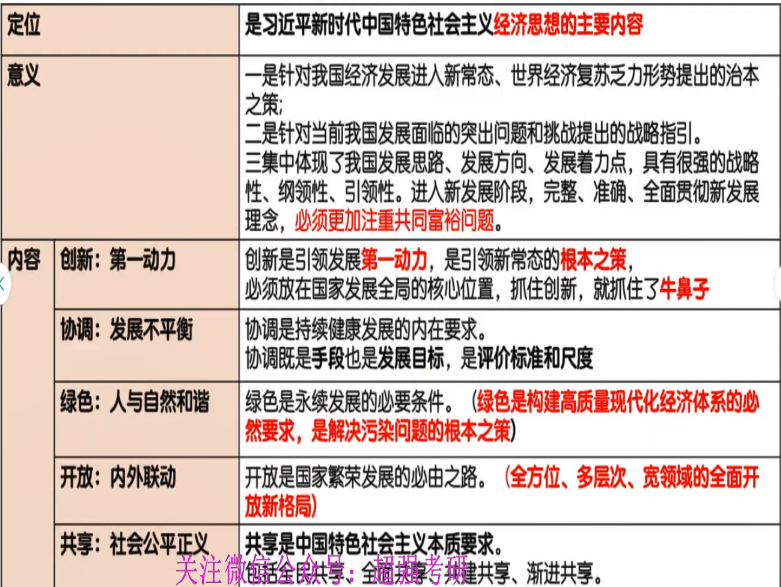 定位
是习近平新时代中国特色社会主义经济思想的主要内容
意义
一是针对我国经济发展进入新常态、世界经济复苏乏力形势提出的治本
之策;
二是针对当前我国发展面临的突出问题和挑战提出的战略指引。
三集中体现了我国发展思路、发展方向、发展着力点，具有很强的战略
性、纲领性、引领性。进入新发展阶段，完整、准确、全面贯彻新发展
理念，必须更加注重共同富裕问题。
内容
创新：第一动力
创新是引领发展第一动力，是引领新常态的根本之策，
必须放在国家发展全局的核心位置，抓住创新，就抓住了牛鼻子
协调：发展不平衡
协调是持续健康发展的内在要求。
协调既是手段也是发展目标，是评价标准和尺度
绿色：人与自然和谐
绿色是永续发展的必要条件。（绿色是构建高质量现代化经济体系的必
然要求，是解决污染问题的根本之策）
开放：内外联动
开放是国家繁荣发展的必由之路。（全方位、多层次、宽领域的全面开
放新格局）
共享：社会公平正义
共享是中国特色社会主义本质要求。
包括全民共享、全面共享、共建共享、渐进共享。
关注微信公众号：超强考研